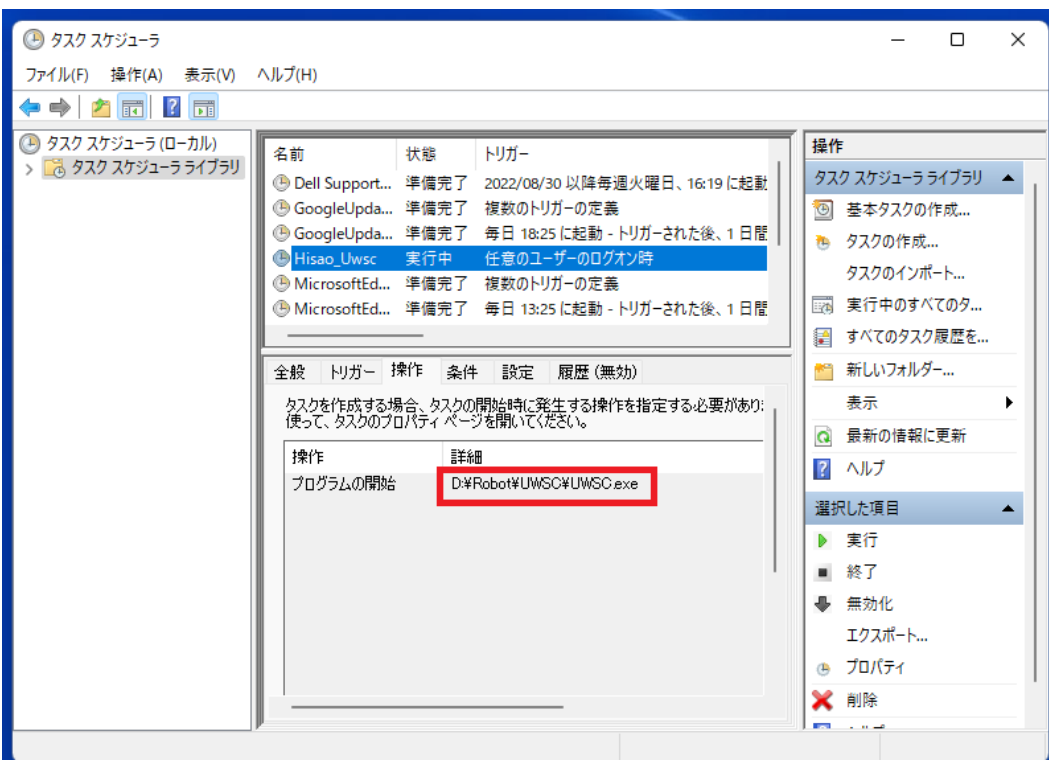 タスク スケジューラ
ファイル(F) 操作(A) 表示(V) ヘルプ(H)
タスク スケジューラ (ローカル)
タスク スケジューラ ライブラリ
名前 状態 トリガー
Dell Support... 準備完了 2022/08/30 以降毎週火曜日、16:19 に起動
GoogleUpda... 準備完了 複数のトリガーの定義
GoogleUpda... 準備完了 毎日 18:25 に起動 - トリガーされた後、1 日間
Hisao_Uwsc 実行中 任意のユーザーのログオン時
MicrosoftEd... 準備完了 複数のトリガーの定義
MicrosoftEd... 準備完了 毎日 13:25 に起動 - トリガーされた後、1 日間
全般 トリガー 操作 条件 設定 履歴 (無効)
タスクを作成する場合、タスクの開始時に発生する操作を指定する必要があり
使って、タスクのプロパティ ページを開いてください。
操作 詳細
プログラムの開始 D:¥Robot¥UWSC¥UWSC.exe
操作
タスク スケジューラ ライブラリ
基本タスクの作成...
タスクの作成...
タスクのインポート...
実行中のすべてのタ...
すべてのタスク履歴を...
新しいフォルダー...
表示
最新の情報に更新
ヘルプ
選択した項目
実行
終了
無効化
エクスポート...
プロパティ
削除